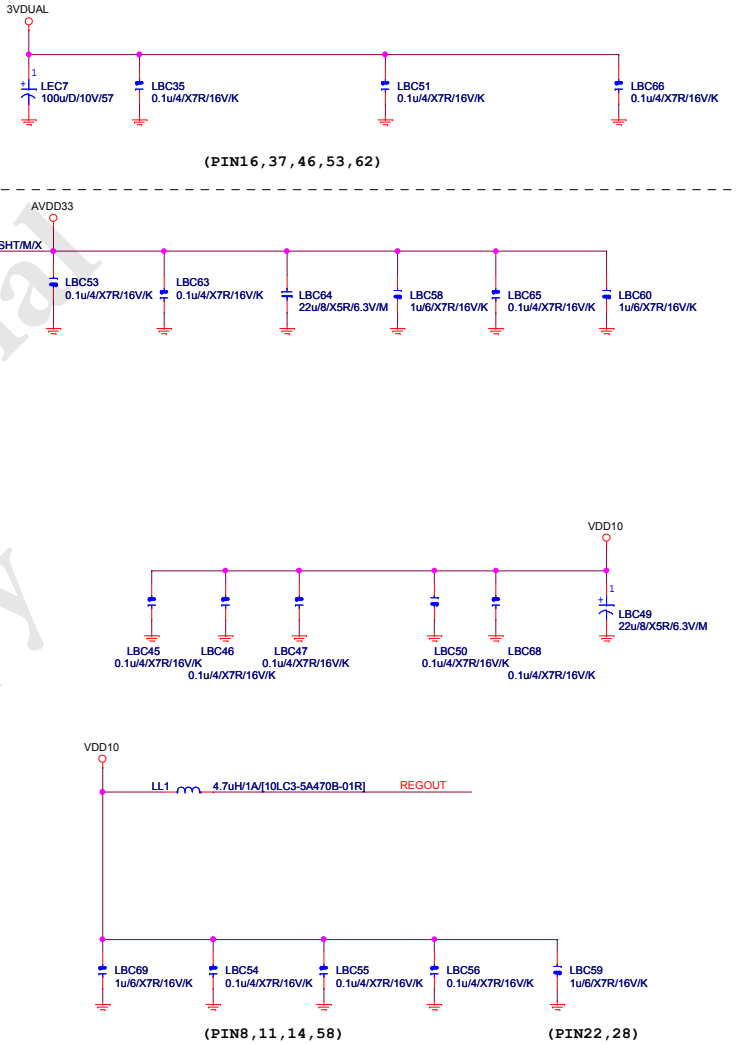 3VDUAL
1
+
LEC7
100u/D/10V/57
LBC35
0.1u/4/X7R/16V/K
LBC51
0.1u/4/X7R/16V/K
LBC66
0.1u/4/X7R/16V/K
(PIN16,37,46,53,62)
AVDD33
SHT/M/X
LBC53
0.1u/4/X7R/16V/K
LBC63
0.1u/4/X7R/16V/K
LBC64
22u/8/X5R/6.3V/M
LBC58
1u/6/X7R/16V/K
LBC65
0.1u/4/X7R/16V/K
LBC60
1u/6/X7R/16V/K
VDD10
1
+
LBC49
22u/8/X5R/6.3V/M
LBC45
0.1u/4/X7R/16V/K
LBC46
0.1u/4/X7R/16V/K
LBC47
0.1u/4/X7R/16V/K
LBC50
0.1u/4/X7R/16V/K
LBC68
0.1u/4/X7R/16V/K
VDD10
LL1 4.7uH/1A/[10LC3-5A470B-01R] REGOUT
LBC69
1u/6/X7R/16V/K
LBC54
0.1u/4/X7R/16V/K
LBC55
0.1u/4/X7R/16V/K
LBC56
0.1u/4/X7R/16V/K
LBC59
1u/6/X7R/16V/K
(PIN8,11,14,58) (PIN22,28)